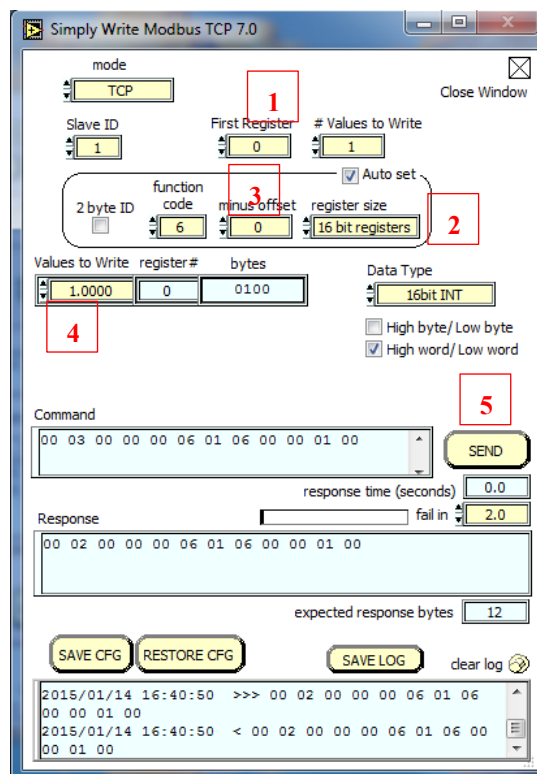 Simply Write Modbus TCP 7.0
mode
TCP
Close Window
1
Slave ID First Register # Values to Write
1 0 1
Auto set
3
2 byte ID function code minus offset register size
6 0 16 bit registers
2
Values to Write register# bytes
1.0000 0 0100
Data Type
16bit INT
4
High byte/Low byte
High word/Low word
5
Command
00 03 00 00 00 06 01 06 00 00 01 00
SEND
response time (seconds) 0.0
Response fail in 2.0
00 02 00 00 00 06 01 06 00 00 01 00
expected response bytes 12
SAVE CFG RESTORE CFG SAVE LOG clear log
2015/01/14 16:40:50 >>> 00 02 00 00 00 06 01 06
00 00 01 00
2015/01/14 16:40:50 < 00 02 00 00 00 06 01 06 00
00 01 00